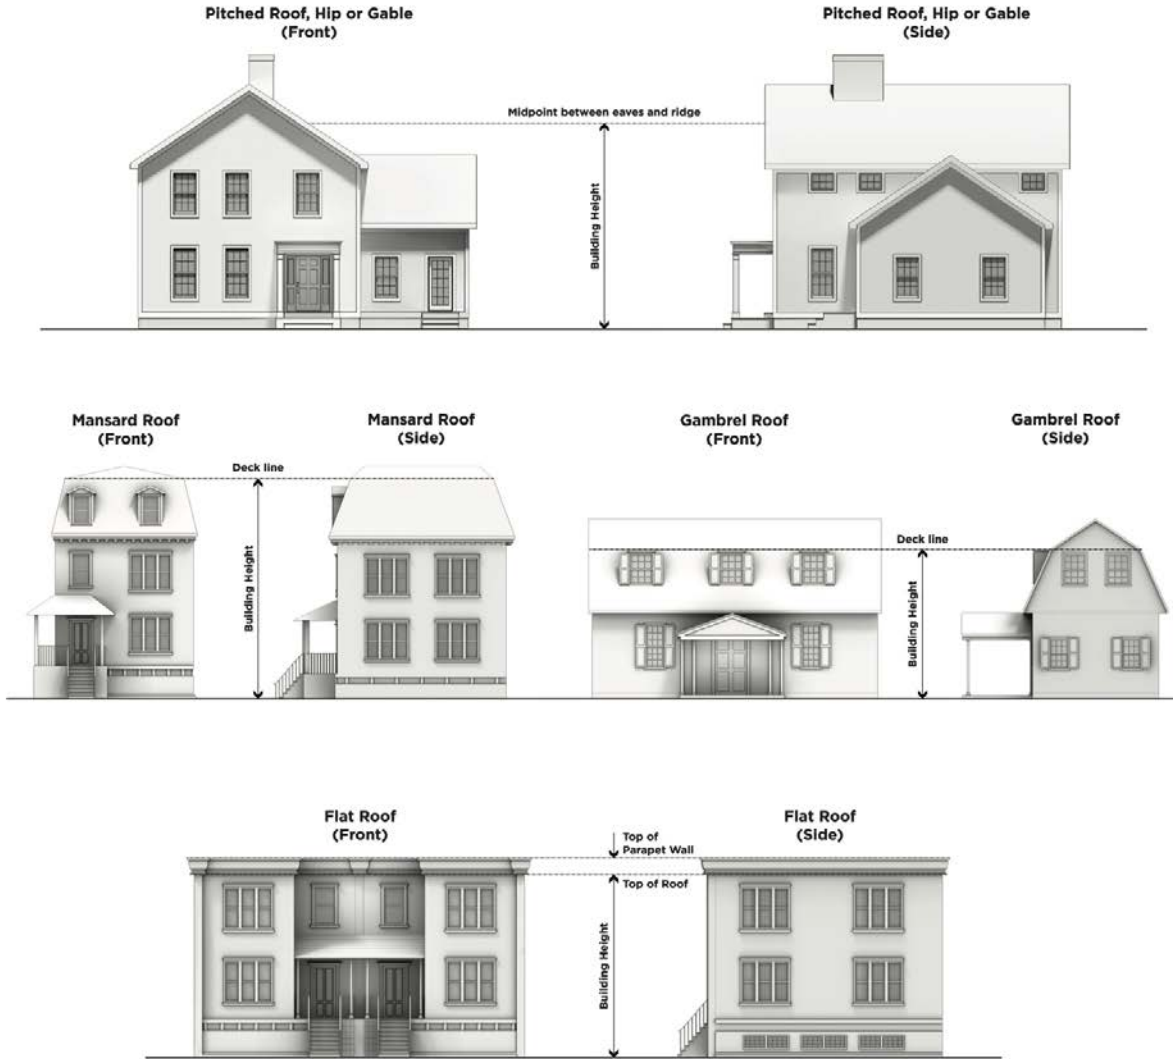 Pitched Roof, Hip or Gable
(Front)
Pitched Roof, Hip or Gable
(Side)
Midpoint between eaves and ridge
Building Height
Mansard Roof
(Front)
Mansard Roof
(Side)
Gambrel Roof
(Front)
Gambrel Roof
(Side)
Deck line
Building Height
Deck line
Building Height
Flat Roof
(Front)
Flat Roof
(Side)
Top of
Parapet Wall
Top of Roof
Building Height